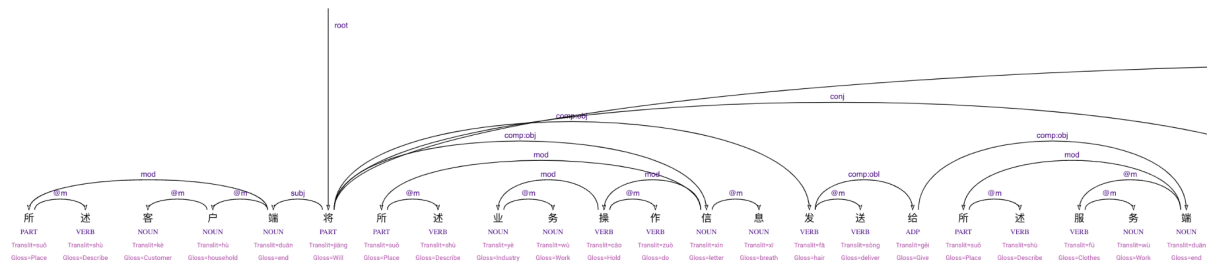 root
conj
comp:obj
comp:obj comp:obj
mod mod
mod mod mod comp:obl @m
@m @m @m subj @m @m @m @m @m @m @m
所 述 客 户 端 将 所 述 业 务 操 作 信 息 发 送 给 所 述 服 务 端
PART VERB NOUN NOUN NOUN PART PART VERB NOUN NOUN VERB VERB NOUN NOUN VERB VERB ADP PART VERB NOUN NOUN NOUN
Translit=suǒ Translit=shù Translit=kè Translit=hù Translit=duān Translit=jiāng Translit=suǒ Translit=shù Translit=yè Translit=wù Translit=cāo Translit=zuò Translit=xìn Translit=xī Translit=fā Translit=sòng Translit=gěi Translit=suǒ Translit=shù Translit=fú Translit=wù Translit=duān
Gloss=Place Gloss=Describe Gloss=Customer Gloss=household Gloss=end Gloss=Will Gloss=Place Gloss=Describe Gloss=Industry Gloss=Work Gloss=Hold Gloss=do Gloss=letter Gloss=breath Gloss=hair Gloss=deliver Gloss=Give Gloss=Place Gloss=Describe Gloss=Clothes Gloss=Work Gloss=end